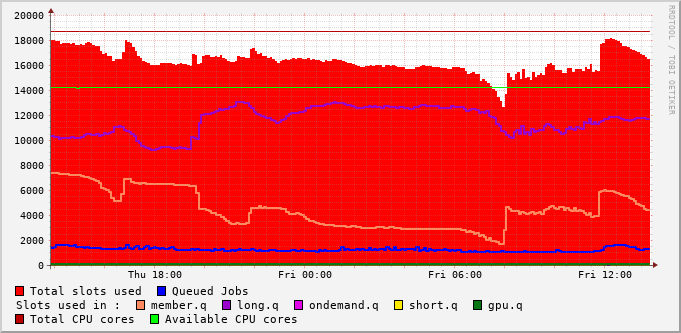 20000
18000
16000
14000
12000
10000
8000
6000
4000
2000
0
Thu 18:00 Fri 00:00 Fri 06:00 Fri 12:00
RRDTOOL / TOBI OETIKER
Total slots used Queued Jobs
Slots used in : member.q long.q ondemand.q short.q gpu.q
Total CPU cores Available CPU cores